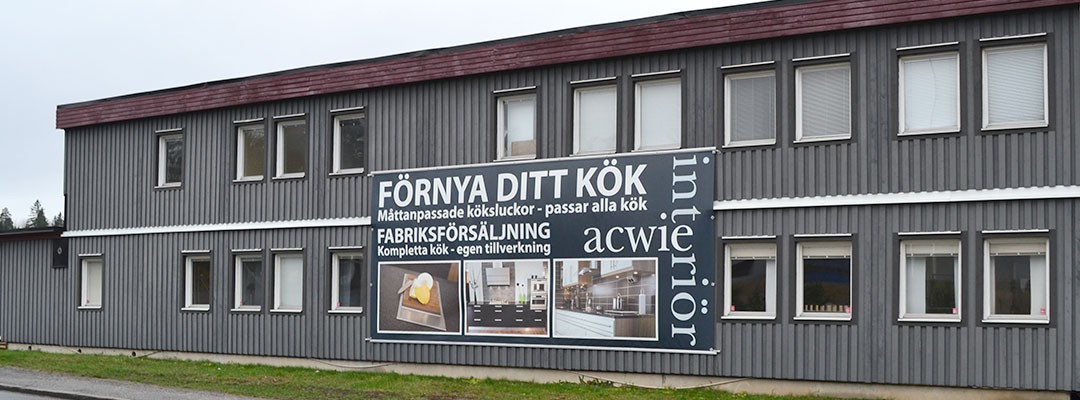 FÖRNYA DITT KÖK
Måttanpassade köksluckor - passar alla kök
FABRIKSFÖRSÄLJNING
Kompletta kök - egen tillverkning
acwie
interiör